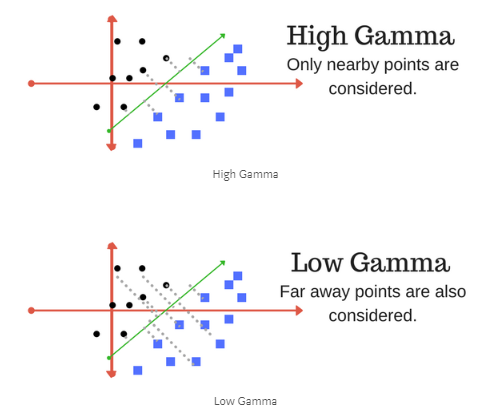 High Gamma
Only nearby points are
considered.
High Gamma
Low Gamma
Far away points are also
considered.
Low Gamma